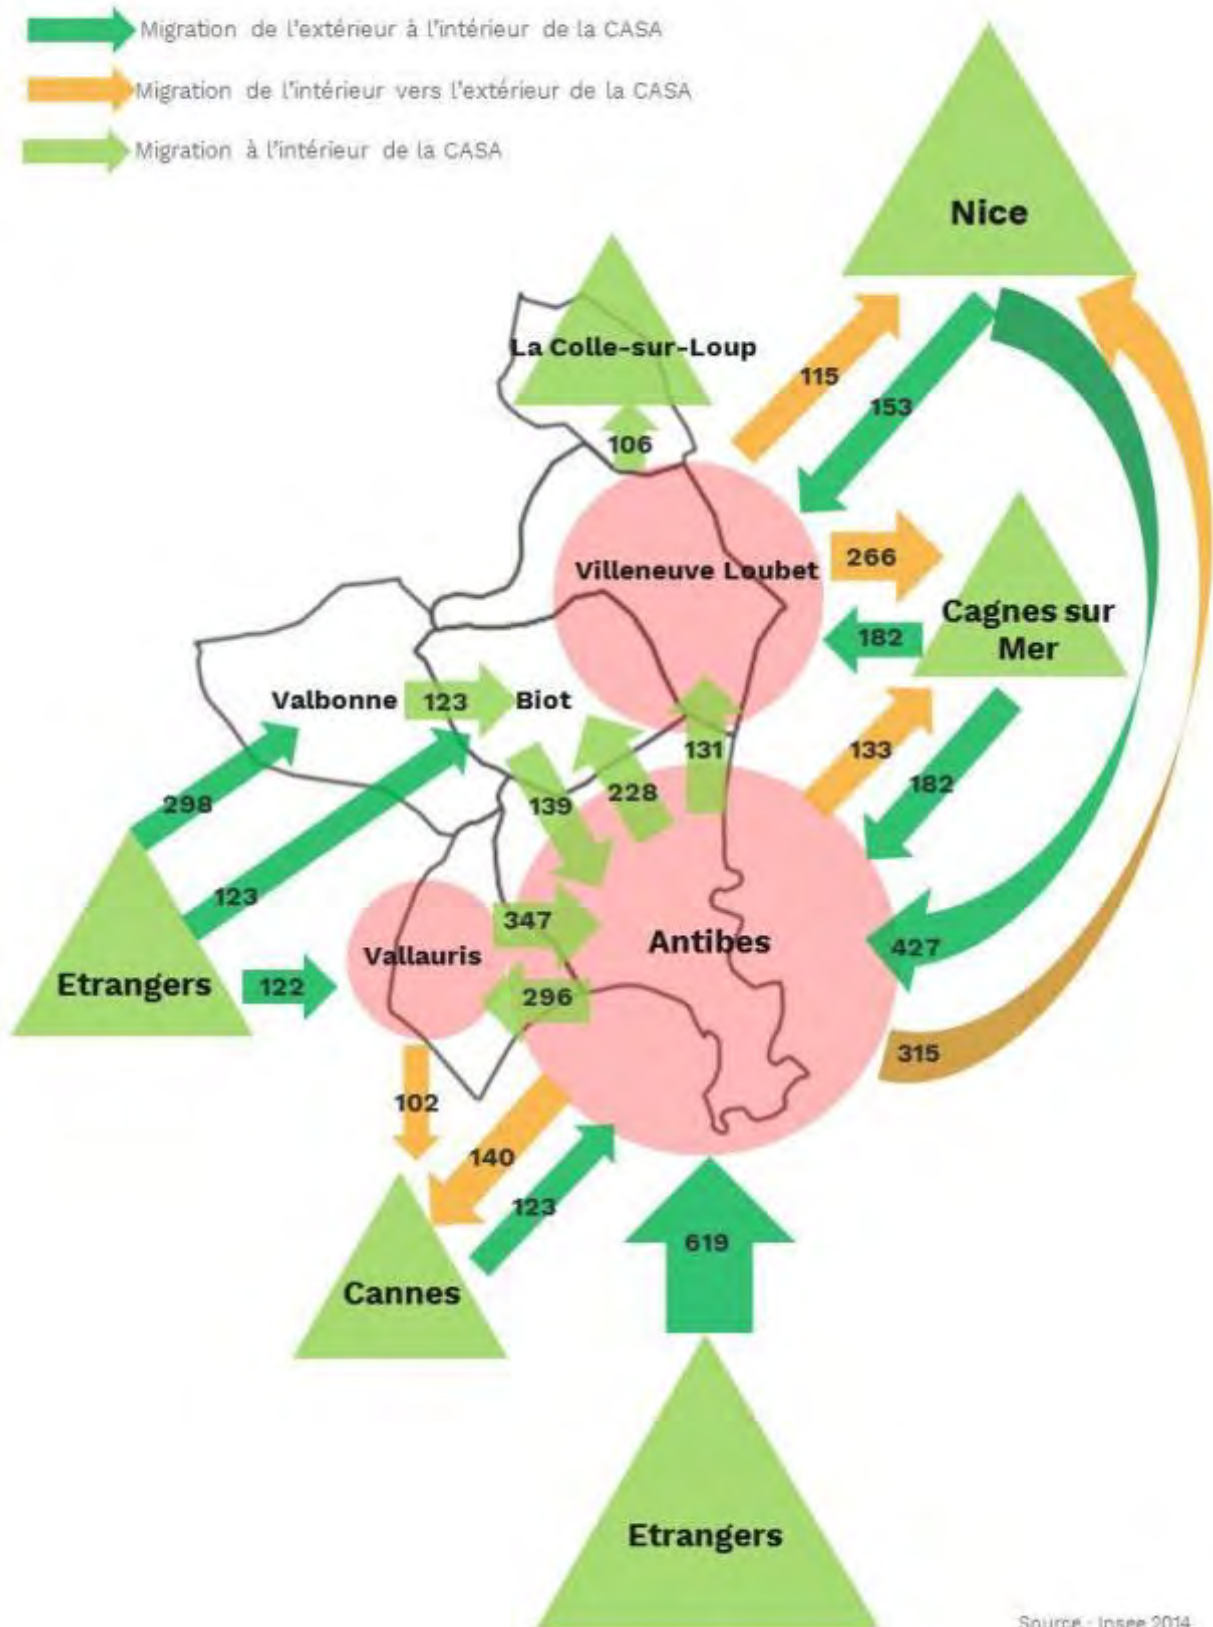 Migration de l'extérieur à l'intérieur de la CASA
Migration de l'intérieur vers l'extérieur de la CASA
Migration à l'intérieur de la CASA
Nice
La Colle-sur-Loup
115
153
106
Villeneuve Loubet
266
Cagnes sur
Mer
182
Valbonne
123
Biot
131
133
182
298
139
228
123
347
Antibes
427
Vallauris
Etrangers
122
296
315
102
140
123
619
Cannes
Etrangers
Source : Insee 2014